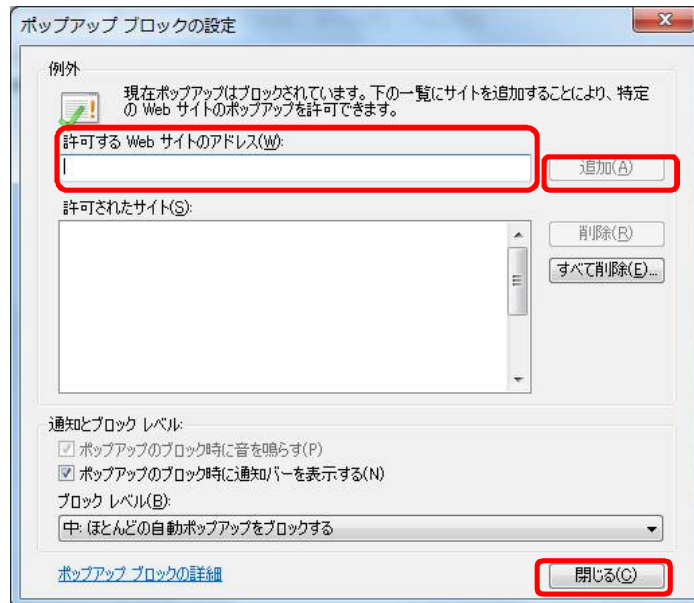 ポップアップ ブロックの設定
例外
現在ポップアップはブロックされています。下の一覧にサイトを追加することにより、特定
の Web サイトのポップアップを許可できます。
許可する Web サイトのアドレス(W):
追加(A)
許可されたサイト(S):
削除(R)
すべて削除(E)...
通知とブロック レベル:
ポップアップのブロック時に音を鳴らす(P)
ポップアップのブロック時に通知バーを表示する(N)
ブロック レベル(B):
中: ほとんどの自動ポップアップをブロックする
ポップアップ ブロックの詳細
閉じる(C)